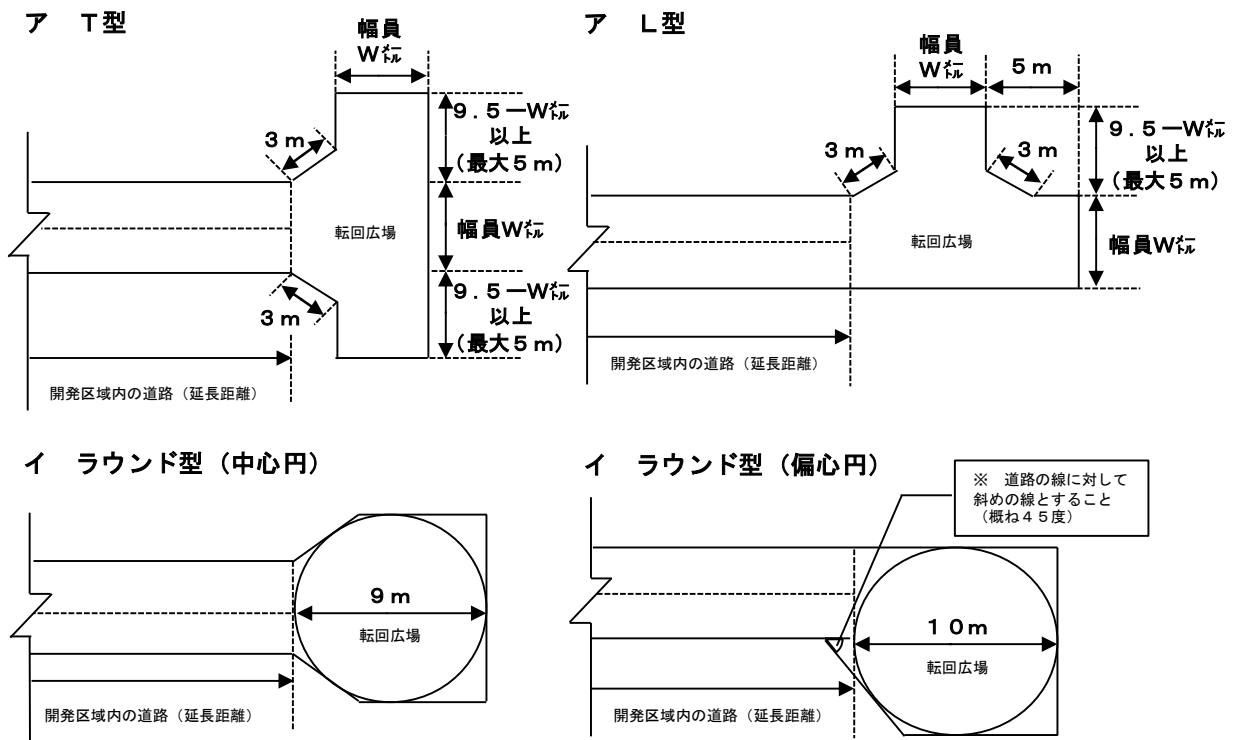 ア　Ｔ型
幅員
Ｗ㍍
９．５－Ｗ㍍
以上
（最大５ｍ）
３ｍ
転回広場
幅員Ｗ㍍
３ｍ
９．５－Ｗ㍍
以上
（最大５ｍ）
開発区域内の道路（延長距離）
ア　Ｌ型
幅員
Ｗ㍍
５ｍ
９．５－Ｗ㍍
以上
（最大５ｍ）
３ｍ
３ｍ
転回広場
幅員Ｗ㍍
開発区域内の道路（延長距離）
イ　ラウンド型（中心円）
９ｍ
転回広場
開発区域内の道路（延長距離）
イ　ラウンド型（偏心円）
※　道路の線に対して
斜めの線とすること
（概ね４５度）
１０ｍ
転回広場
開発区域内の道路（延長距離）